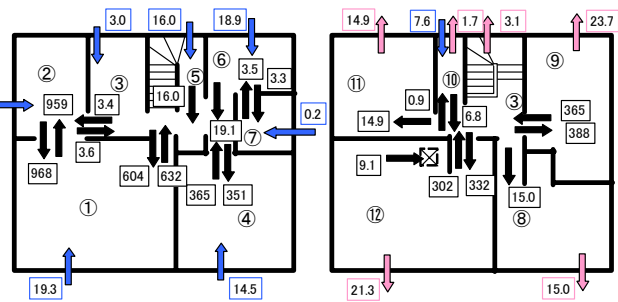 3.0 16.0 18.9
② ③ ⑤ ⑥
959 3.4 16.0 3.5 3.3
0.2
19.1 ⑦
968 3.6 604 632 365 351
① ④
19.3 14.5
14.9 7.6 1.7 3.1 23.7
⑪ ⑩ ⑨
③
0.9 6.8 365
14.9 388
9.1 302 332 15.0
⑫ ⑧
21.3 15.0